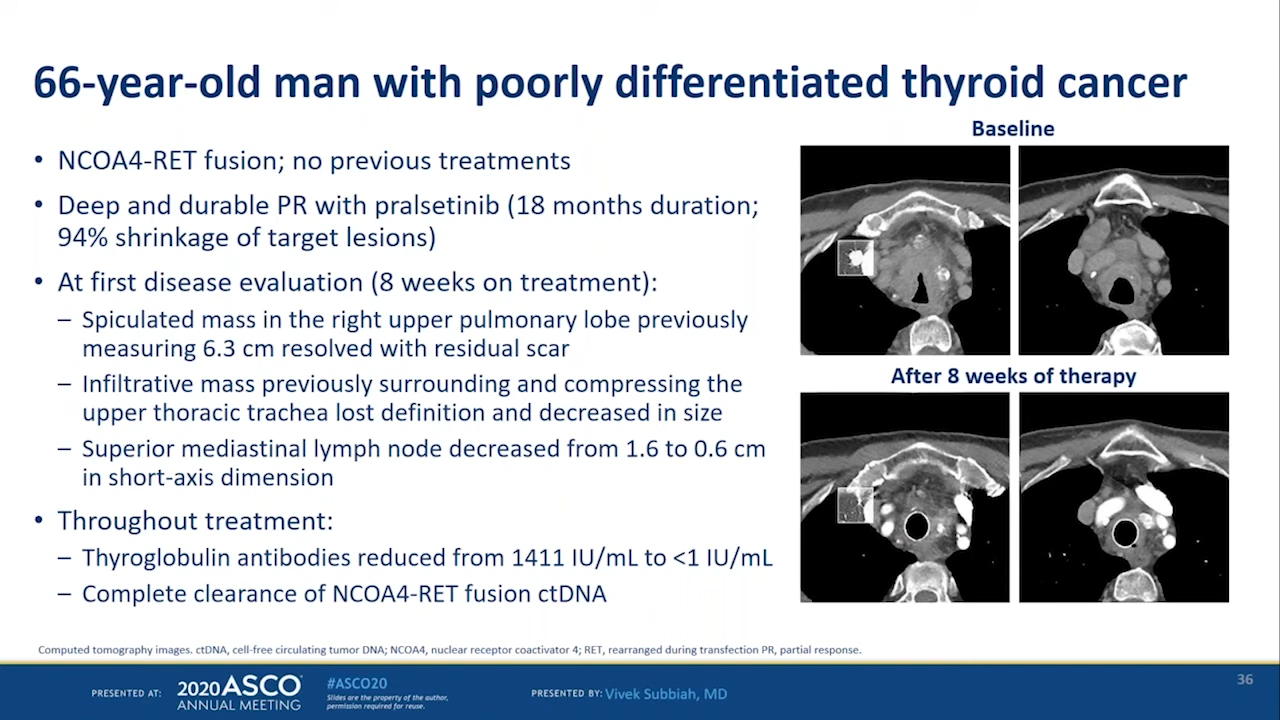 66-year-old man with poorly differentiated thyroid cancer
• NCOA4-RET fusion; no previous treatments
• Deep and durable PR with pralsetinib (18 months duration;
94% shrinkage of target lesions)
• At first disease evaluation (8 weeks on treatment):
– Spiculated mass in the right upper pulmonary lobe previously
measuring 6.3 cm resolved with residual scar
– Infiltrative mass previously surrounding and compressing the
upper thoracic trachea lost definition and decreased in size
– Superior mediastinal lymph node decreased from 1.6 to 0.6 cm
in short-axis dimension
• Throughout treatment:
– Thyroglobulin antibodies reduced from 1411 IU/mL to <1 IU/mL
– Complete clearance of NCOA4-RET fusion ctDNA
Baseline
After 8 weeks of therapy
Computed tomography images. ctDNA, cell-free circulating tumor DNA; NCOA4, nuclear receptor coactivator 4; RET, rearranged during transfection PR, partial response.
PRESENTED AT:
2020 ASCO
ANNUAL MEETING
#ASCO20
Slides are the property of the author,
permission required for reuse.
PRESENTED BY: Vivek Subbiah, MD
36